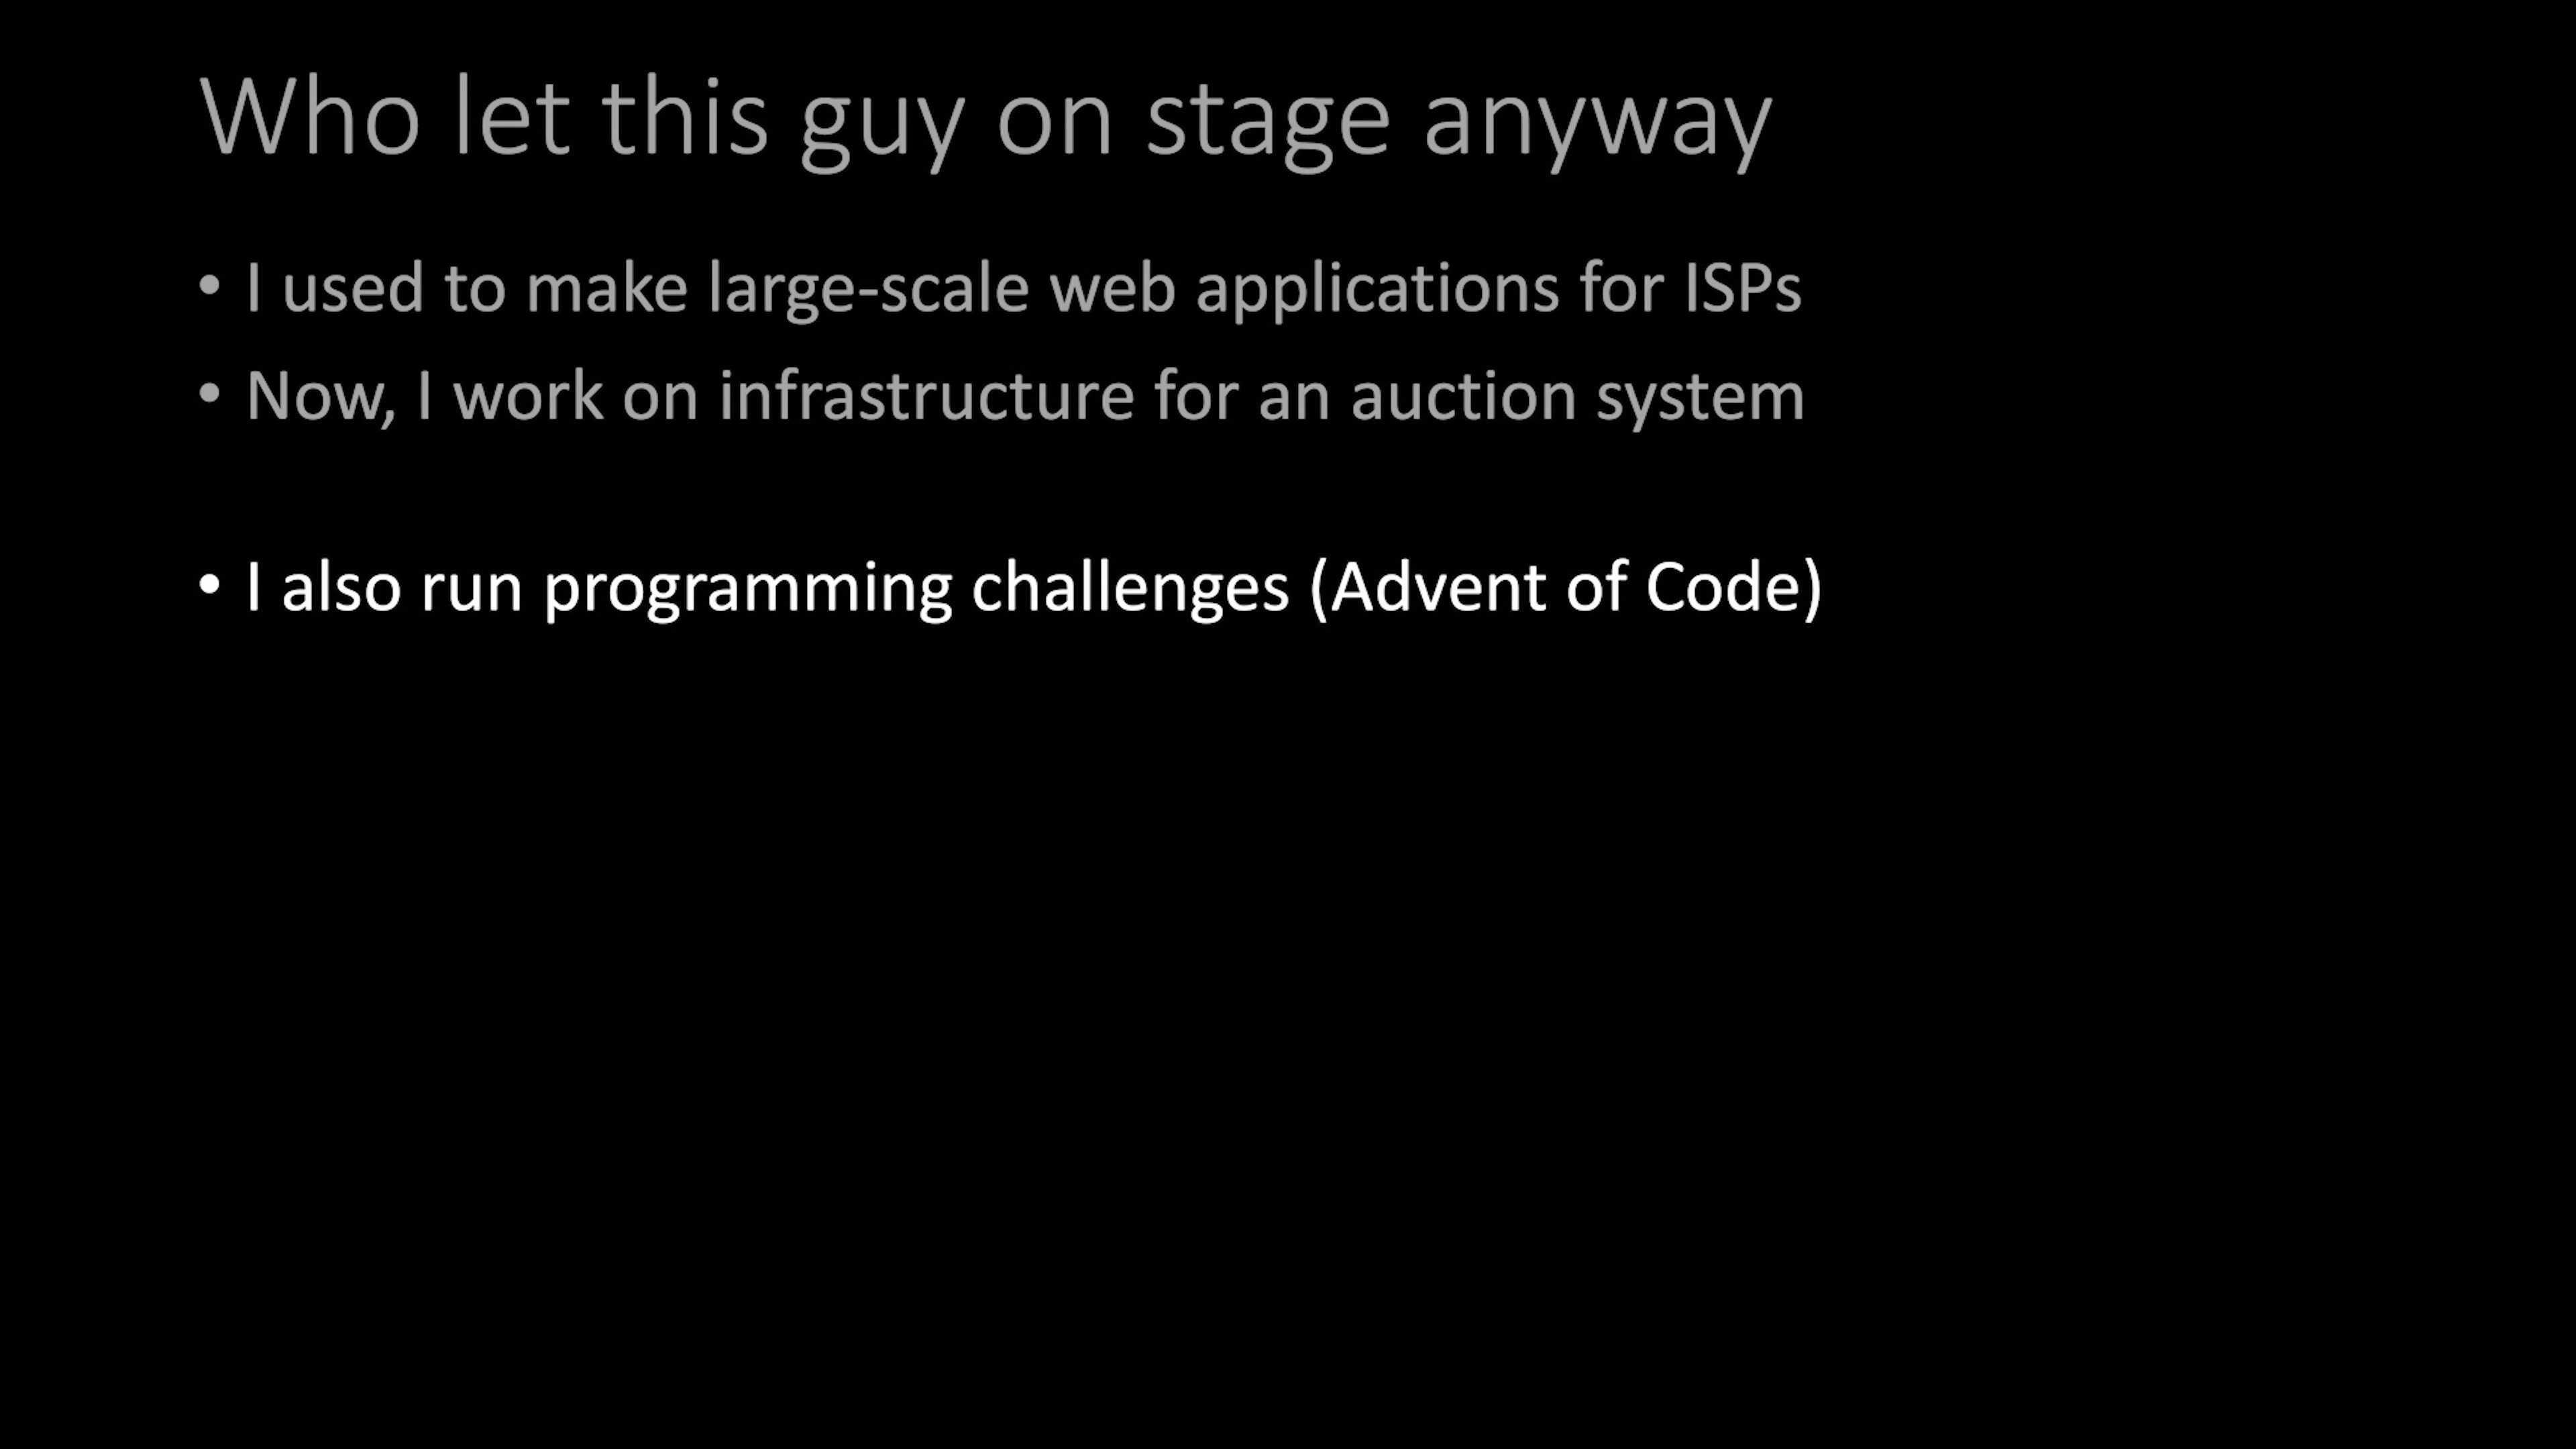 Who let this guy on stage anyway
• I used to make large-scale web applications for ISPs
• Now, I work on infrastructure for an auction system
• I also run programming challenges (Advent of Code)